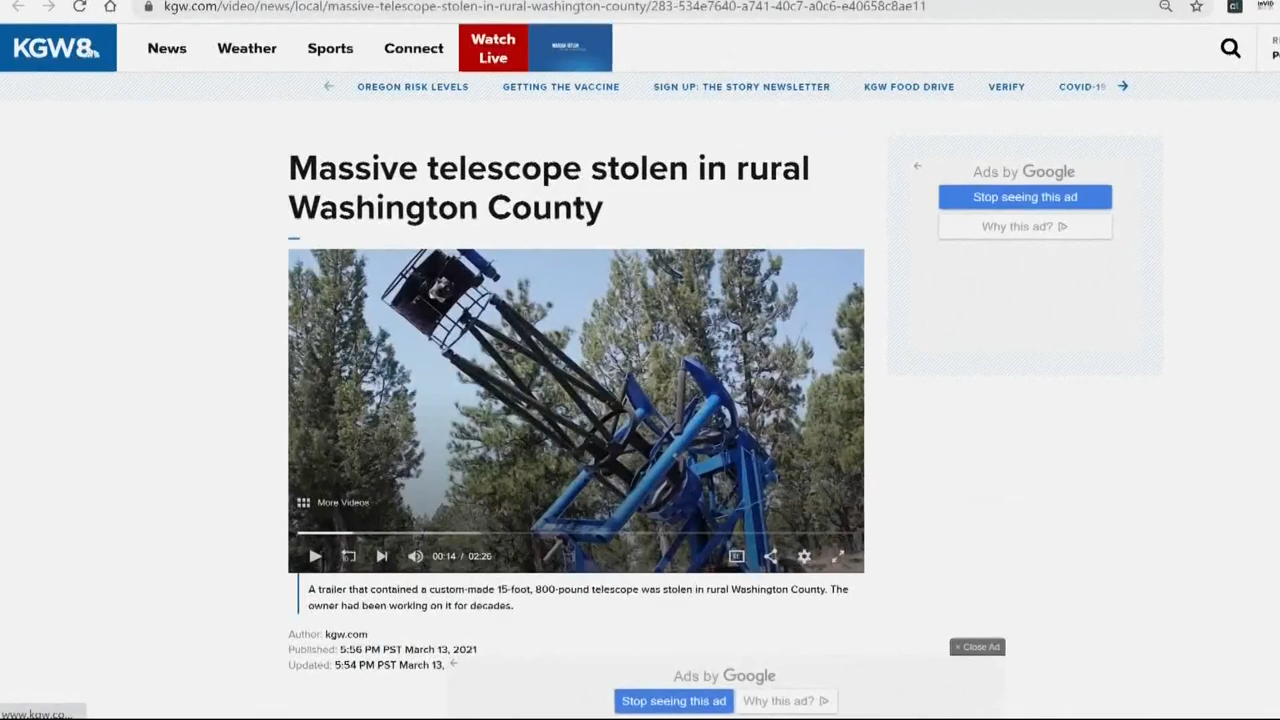 kgw.com/video/news/local/massive-telescope-stolen-in-rural-washington-county/283-534e7640-a741-40c7-a0c6-e40658c8ae11
KGW8
News
Weather
Sports
Connect
Watch
Live
OREGON RISK LEVELS
GETTING THE VACCINE
SIGN UP: THE STORY NEWSLETTER
KGW FOOD DRIVE
VERIFY
COVID-19
Massive telescope stolen in rural
Washington County
Ads by Google
Stop seeing this ad
Why this ad?
More Videos
10
00:14 / 02:26
A trailer that contained a custom-made 15-foot, 800-pound telescope was stolen in rural Washington County. The
owner had been working on it for decades.
Author: kgw.com
Published: 5:56 PM PST March 13, 2021
Updated: 5:54 PM PST March 13,
× Close Ad
Ads by Google
Stop seeing this ad
Why this ad?
www.kgw.co...